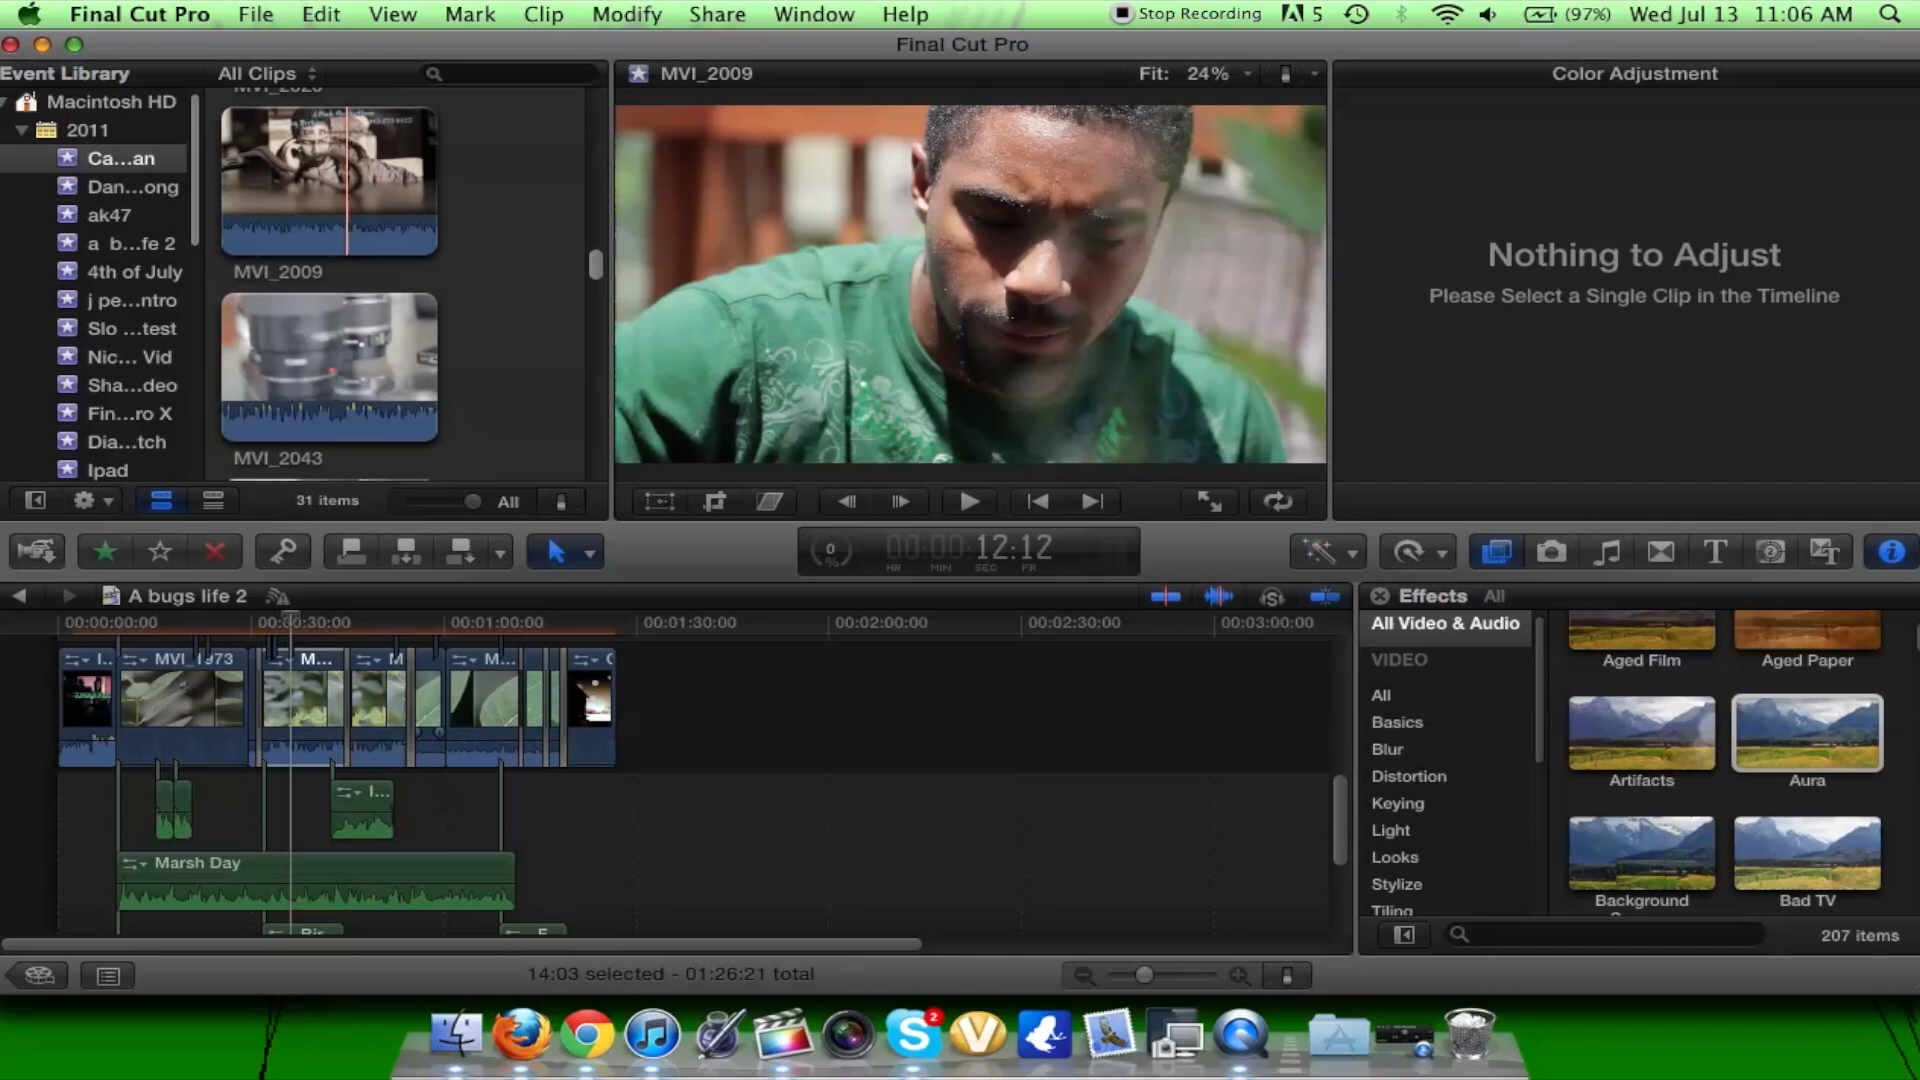 Final Cut Pro File Edit View Mark Clip Modify Share Window Help Stop Recording 5 (97%) Wed Jul 13 11:06 AM
Final Cut Pro
Event Library All Clips
MVI_2009 Fit: 24%
Color Adjustment
Macintosh HD
2011
Ca...an
Dan...ong
ak47
a b...fe 2
4th of July
j pe...ntro
Slo ...test
Nic... Vid
Sha...deo
Fin...ro X
Dia...tch
Ipad
MVI_2009
MVI_2043
31 items All
Nothing to Adjust
Please Select a Single Clip in the Timeline
0 % 00:00:12:12
HR MIN SEC FR
A bugs life 2
00:00:00:00 00:00:30:00 00:01:00:00 00:01:30:00 00:02:00:00 00:02:30:00 00:03:00:00
I.. MVI_1973 M... M M... C
I...
Marsh Day
Bir
F
Effects All
All Video & Audio
VIDEO
All
Basics
Blur
Distortion
Keying
Light
Looks
Stylize
Tiling
Aged Film Aged Paper
Artifacts Aura
Background Bad TV
207 items
14:03 selected - 01:26:21 total
2